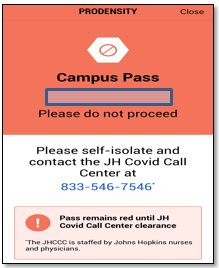 PRODENSITY
Close
Campus Pass
Please do not proceed
Please self-isolate and
contact the JH Covid Call
Center at
833-546-7546*
Pass remains red until JH
Covid Call Center clearance
*The JHCCC is staffed by Johns Hopkins nurses
and physicians.